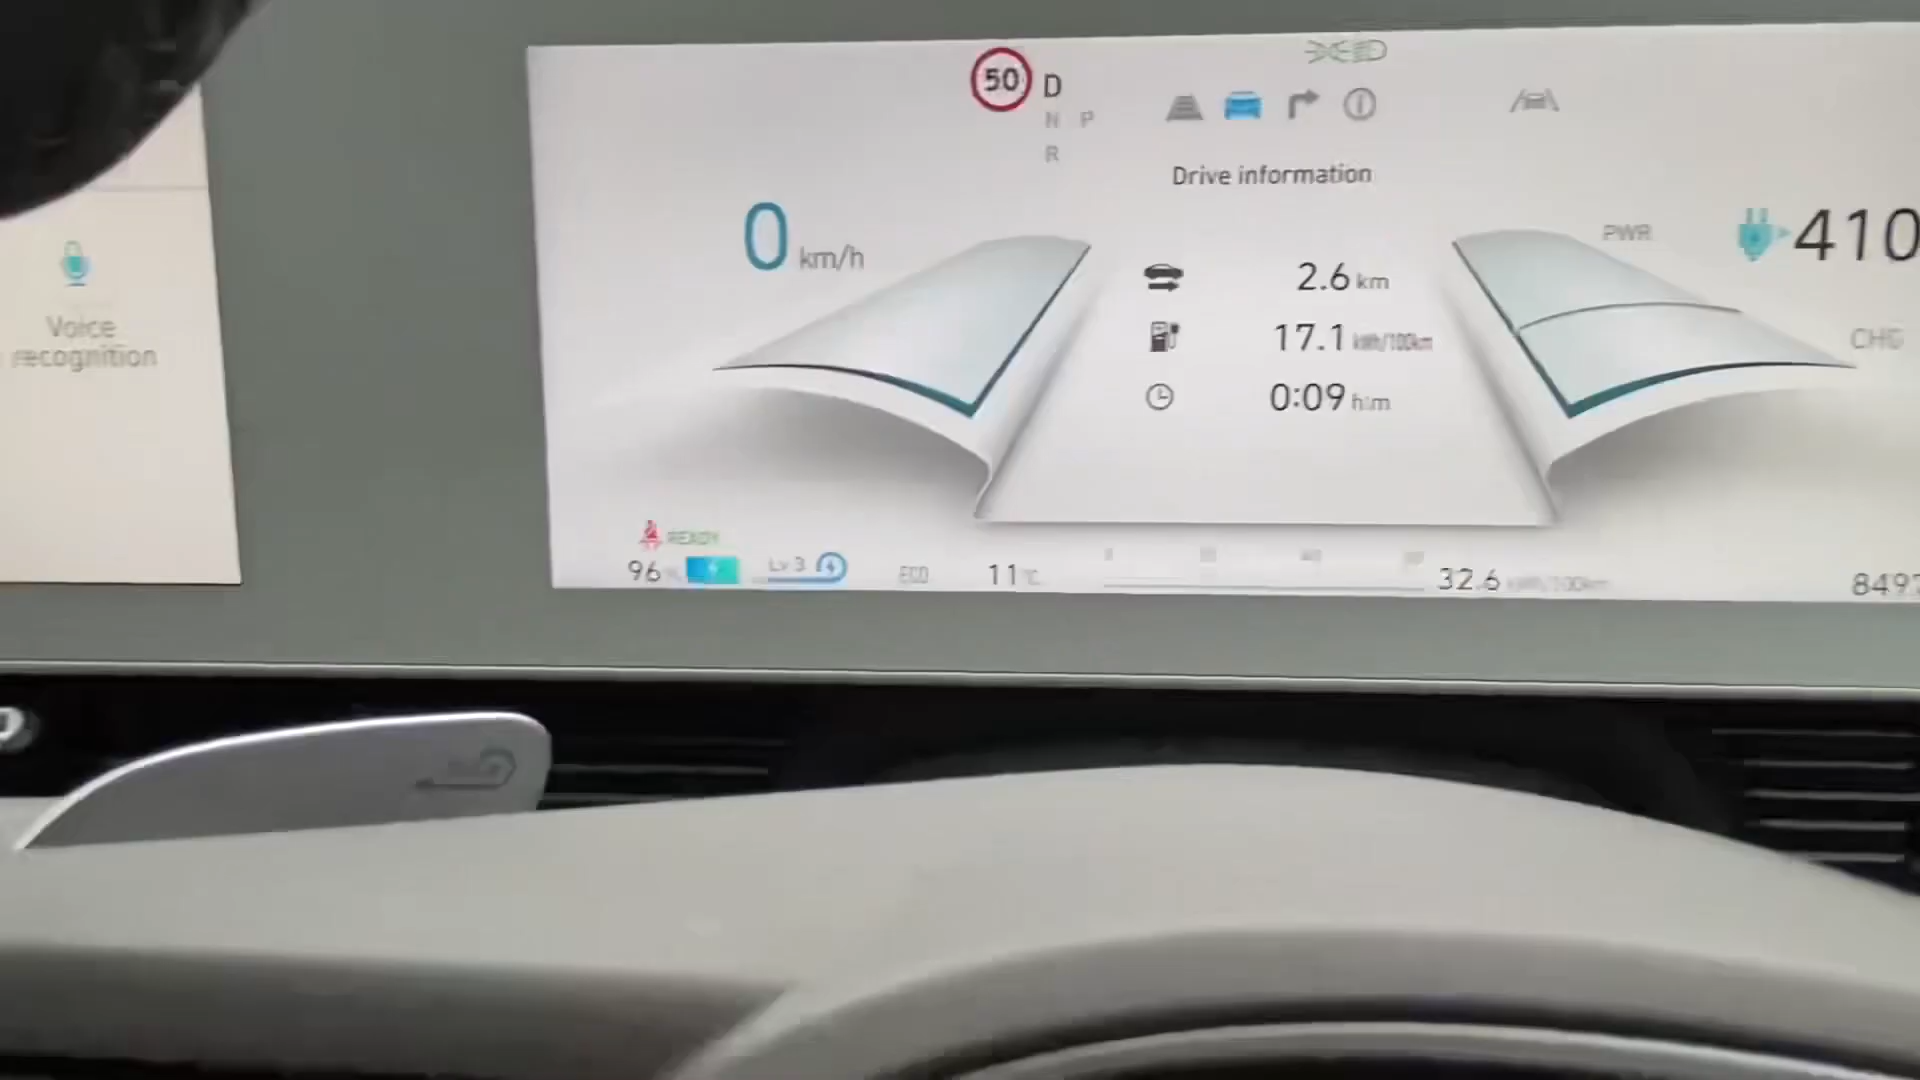 50 D
N P
R
Drive information
0 km/h
PWR
410
2.6 km
17.1 kWh/100km
CHG
0:09 h:m
Voice
recognition
READY
96 %
Lv 3
ECO
11 °C
32.6 kWh/100km